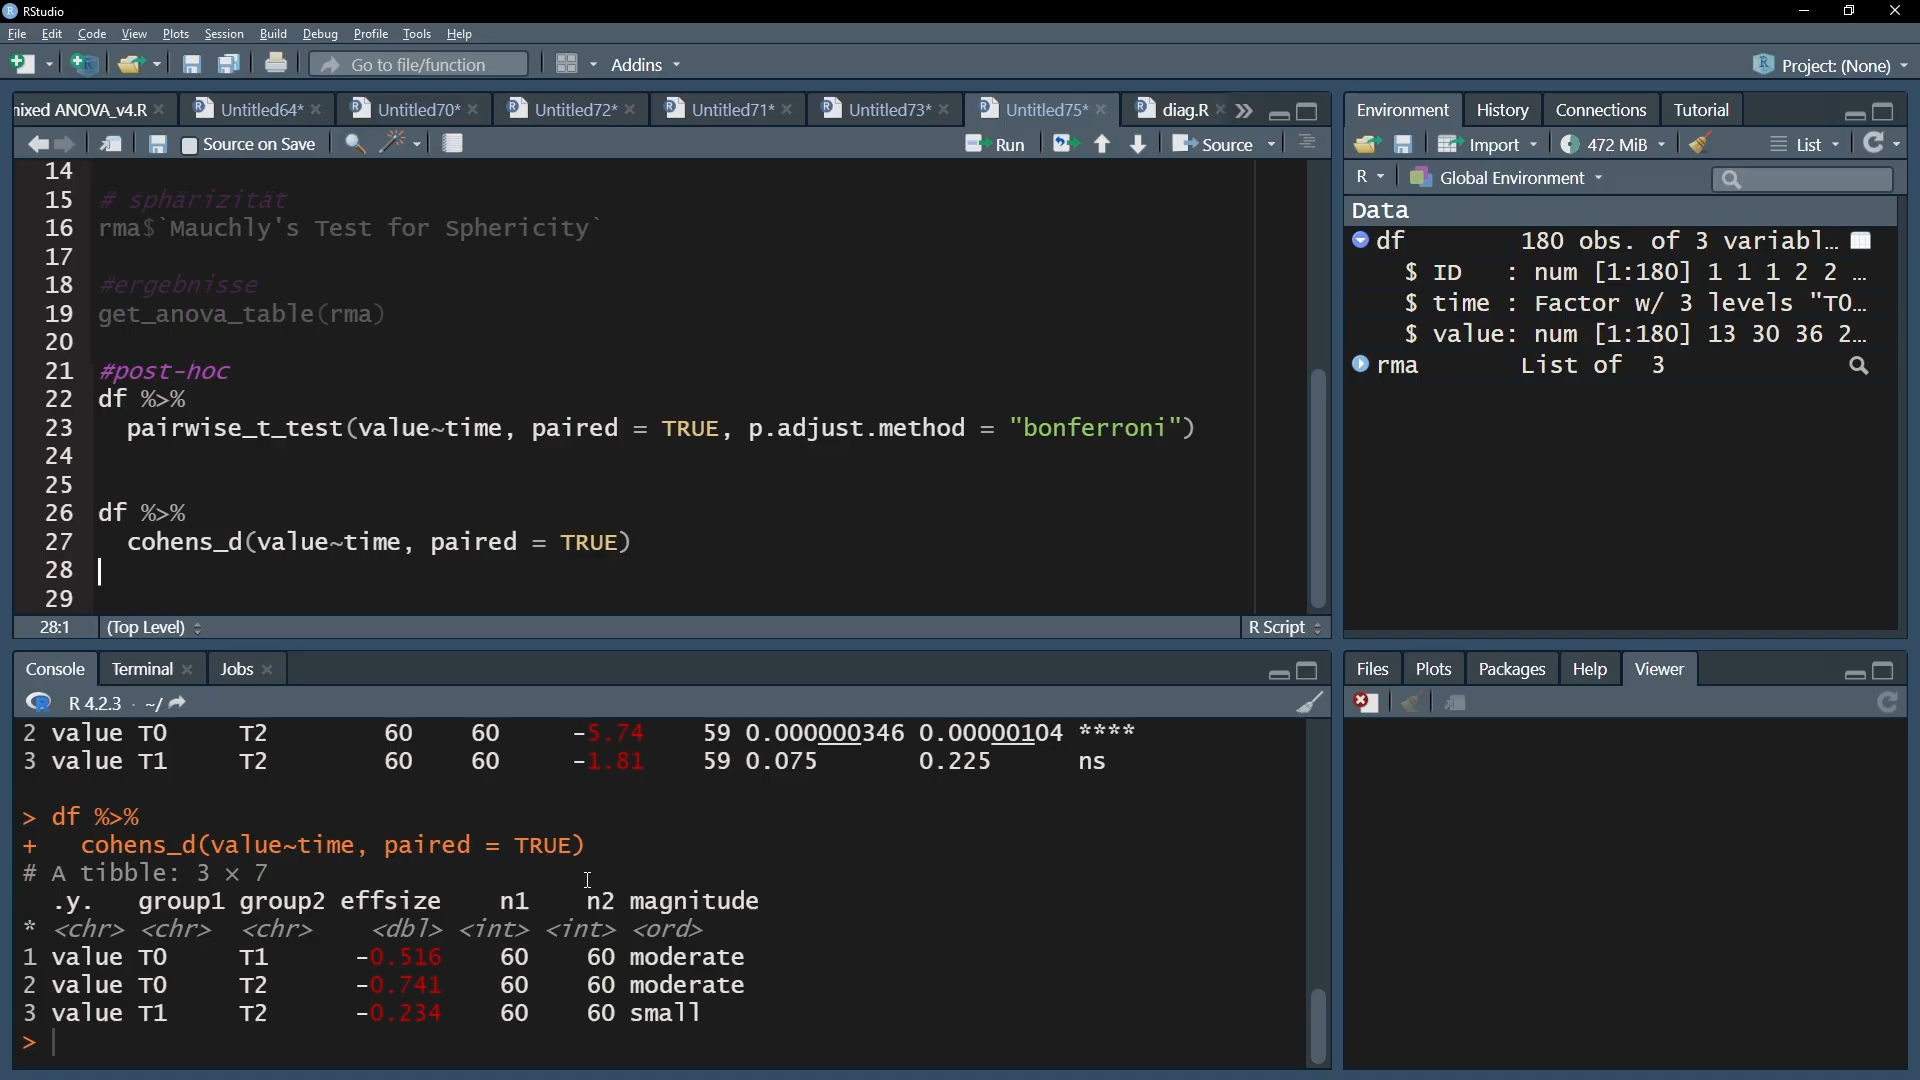 RStudio
File Edit Code View Plots Session Build Debug Profile Tools Help
Go to file/function Addins Project: (None)
ixed ANOVA_v4.R Untitled64* Untitled70* Untitled72* Untitled71* Untitled73* Untitled75* diag.R
Source on Save Run Source
14
15 # sphärizität
16 rma$`Mauchly's Test for Sphericity`
17
18 #ergebnisse
19 get_anova_table(rma)
20
21 #post-hoc
22 df %>%
23 pairwise_t_test(value~time, paired = TRUE, p.adjust.method = "bonferroni")
24
25
26 df %>%
27 cohens_d(value~time, paired = TRUE)
28
29
28:1 (Top Level) R Script
Console Terminal Jobs
R 4.2.3 · ~/
2 value T0 T2 60 60 -5.74 59 0.000000346 0.00000104 ****
3 value T1 T2 60 60 -1.81 59 0.075 0.225 ns
> df %>%
+ cohens_d(value~time, paired = TRUE)
# A tibble: 3 × 7
.y. group1 group2 effsize n1 n2 magnitude
* <chr> <chr> <chr> <dbl> <int> <int> <ord>
1 value T0 T1 -0.516 60 60 moderate
2 value T0 T2 -0.741 60 60 moderate
3 value T1 T2 -0.234 60 60 small
>
Environment History Connections Tutorial
Import 472 MiB List
R Global Environment
Data
df 180 obs. of 3 variabl…
$ ID : num [1:180] 1 1 1 2 2 …
$ time : Factor w/ 3 levels "T0…
$ value: num [1:180] 13 30 36 2…
rma List of 3
Files Plots Packages Help Viewer